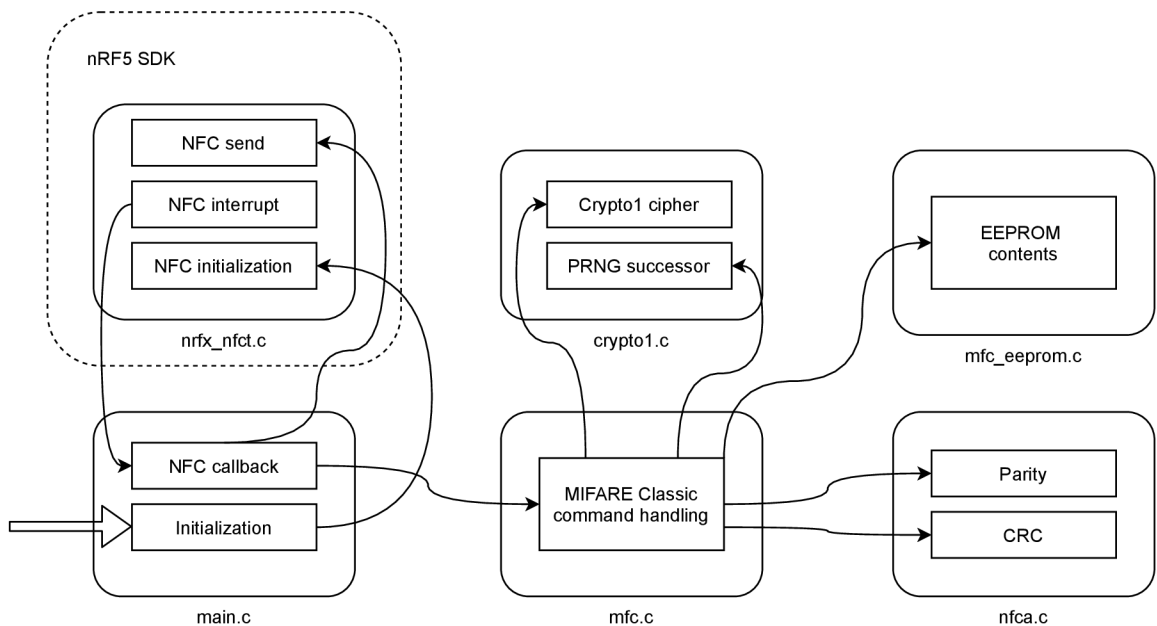 nRF5 SDK
NFC send
NFC interrupt
NFC initialization
nrfx_nfct.c
Crypto1 cipher
PRNG successor
crypto1.c
EEPROM
contents
mfc_eeprom.c
NFC callback
Initialization
main.c
MIFARE Classic
command handling
mfc.c
Parity
CRC
nfca.c